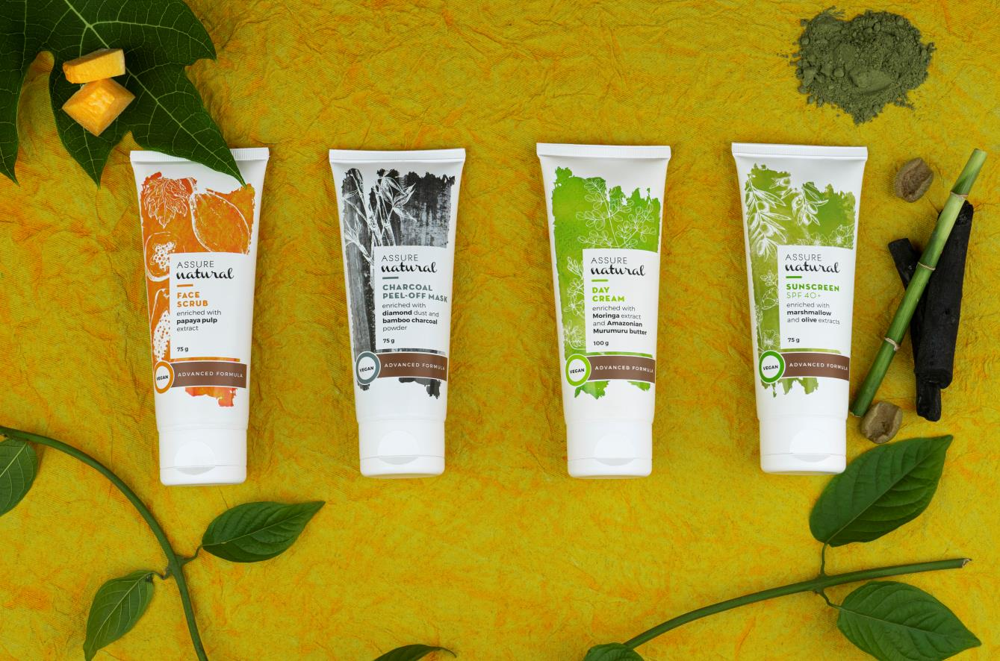 ASSURE
natural
FACE
SCRUB
enriched with
papaya pulp
extract
75 g
VEGAN
ADVANCED FORMULA
ASSURE
natural
CHARCOAL
PEEL-OFF MASK
enriched with
diamond dust and
bamboo charcoal
powder
75 g
VEGAN
ADVANCED FORMULA
ASSURE
natural
DAY
CREAM
enriched with
Moringa extract
and Amazonian
Murumuru butter
100 g
VEGAN
ADVANCED FORMULA
ASSURE
natural
SUNSCREEN
SPF 40+
enriched with
marshmallow
and olive extracts
75 g
VEGAN
ADVANCED FORMULA